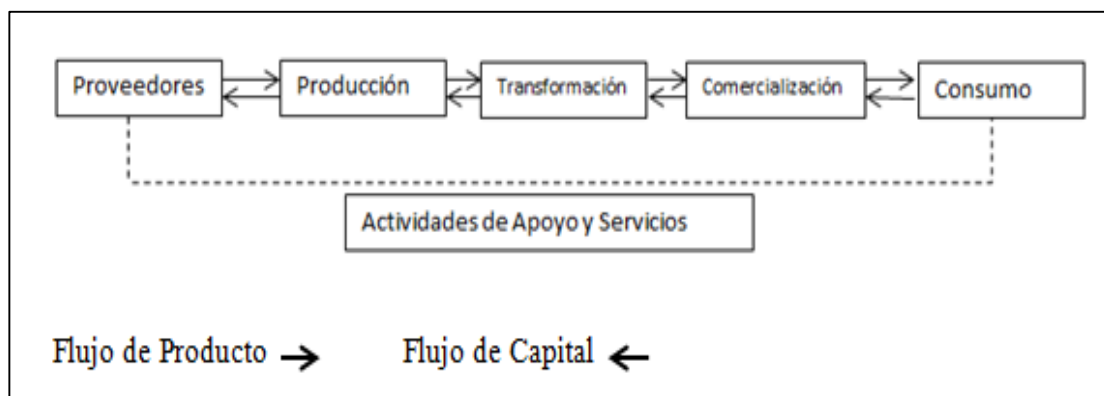 Proveedores
Producción
Transformación
Comercialización
Consumo
Actividades de Apoyo y Servicios
Flujo de Producto
Flujo de Capital